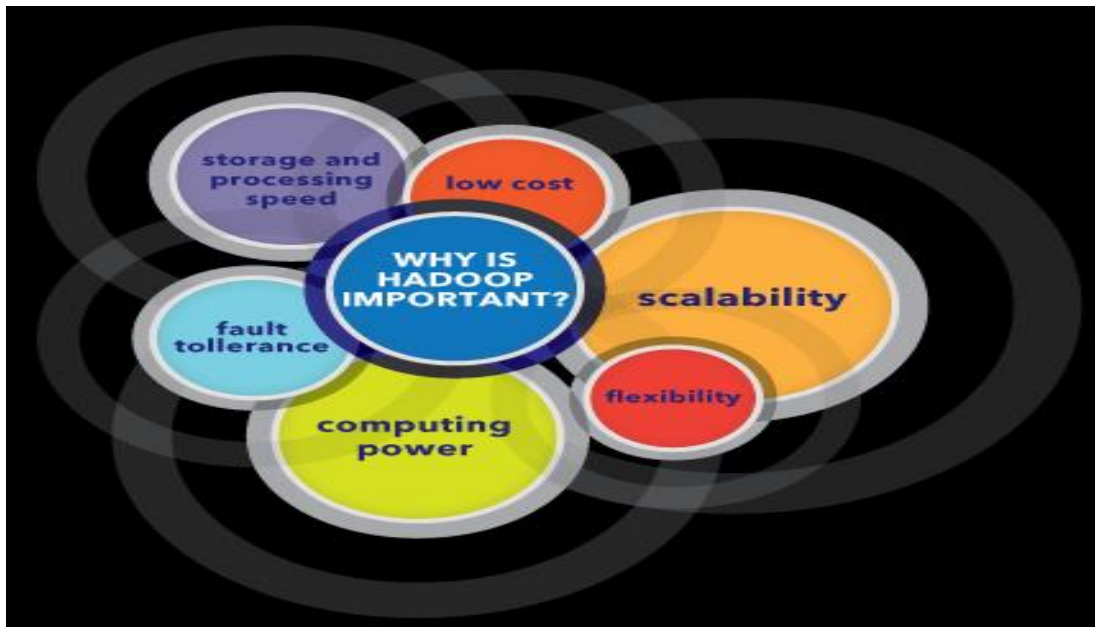 storage and
processing
speed
low cost
WHY IS
HADOOP
IMPORTANT?
scalability
fault
tollerance
flexibility
computing
power